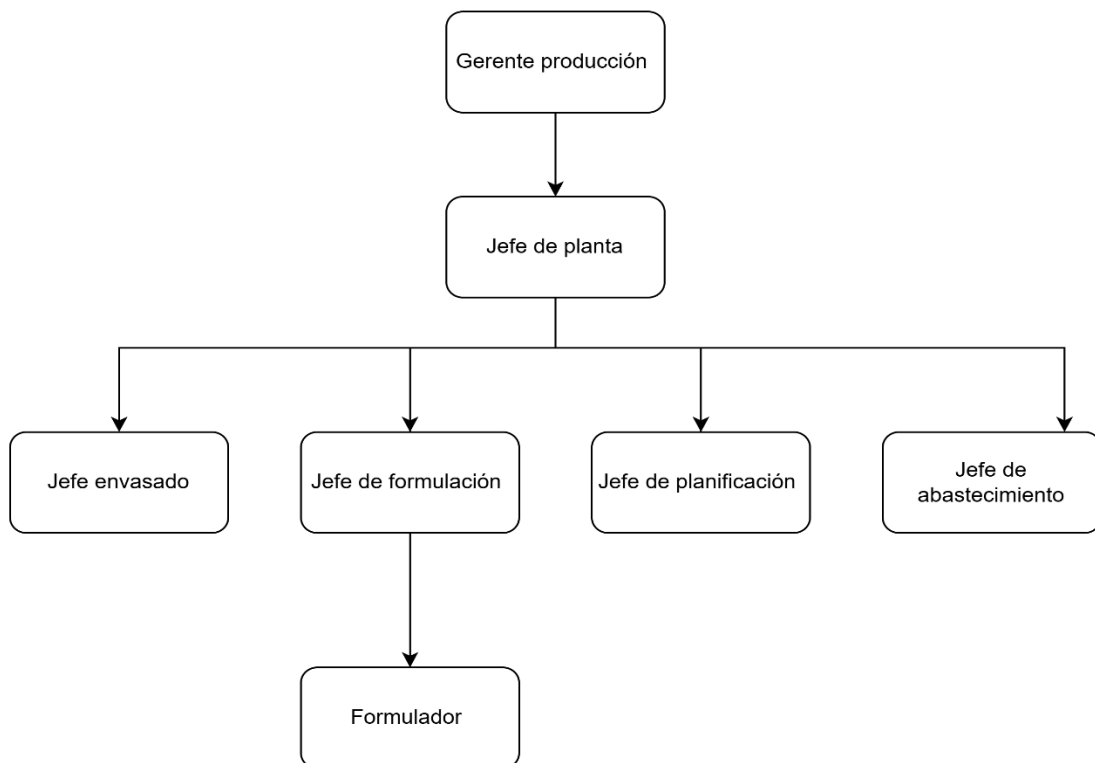 Gerente producción
Jefe de planta
Jefe envasado
Jefe de formulación
Jefe de planificación
Jefe de
abastecimiento
Formulador